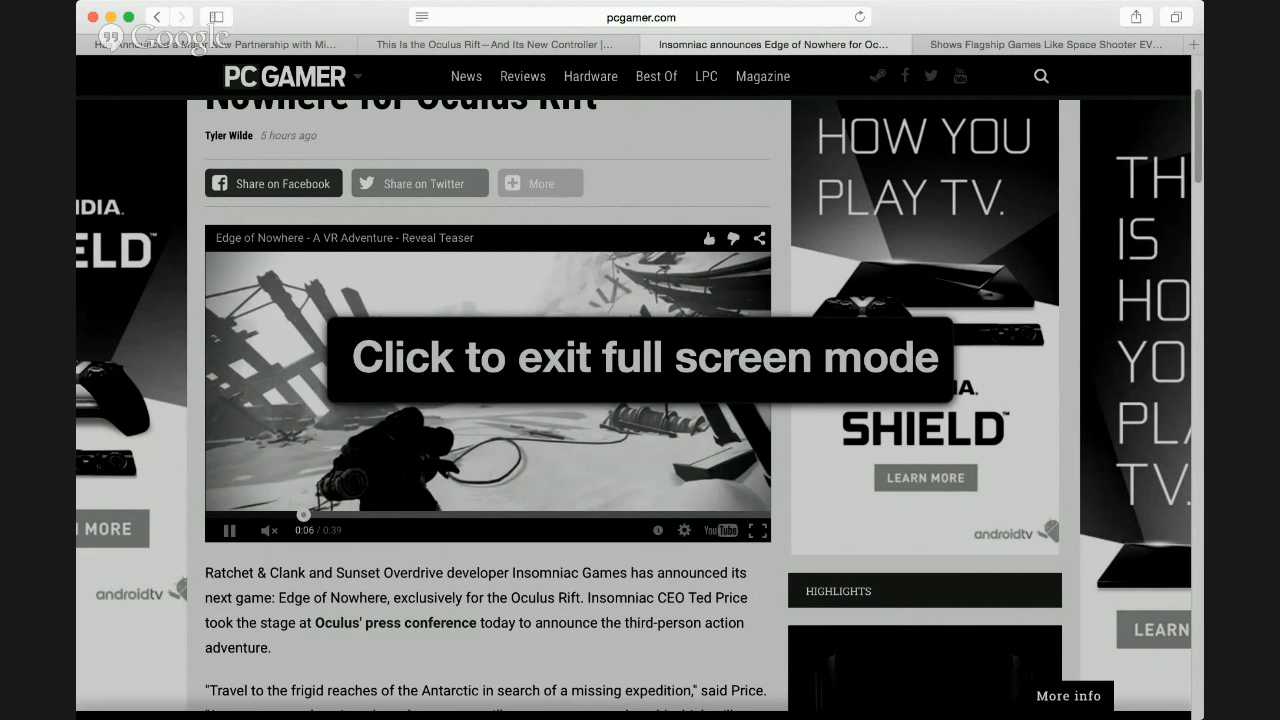 pcgamer.com
Google
This Is the Oculus Rift—And Its New Controller |...
Insomniac announces Edge of Nowhere for Oc...
Shows Flagship Games Like Space Shooter EV...
PC GAMER
News
Reviews
Hardware
Best Of
LPC
Magazine
Nowhere for Oculus Rift
Tyler Wilde 5 hours ago
Share on Facebook
Share on Twitter
More
Edge of Nowhere - A VR Adventure - Reveal Teaser
Click to exit full screen mode
0:06 / 0:39
YouTube
Ratchet & Clank and Sunset Overdrive developer Insomniac Games has announced its
next game: Edge of Nowhere, exclusively for the Oculus Rift. Insomniac CEO Ted Price
took the stage at Oculus' press conference today to announce the third-person action
adventure.
"Travel to the frigid reaches of the Antarctic in search of a missing expedition," said Price.
HOW YOU
PLAY TV.
SHIELD™
LEARN MORE
androidtv
HIGHLIGHTS
More info
IDIA.
ELD™
MORE
androidtv
TH
IS
HO
YO
PL
TV.
LEARN